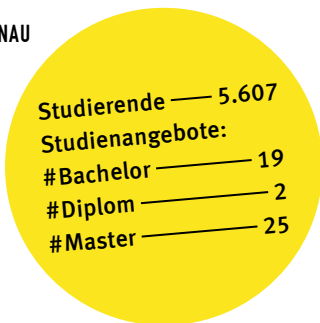 NAU
Studierende — 5.607
Studienangebote:
#Bachelor — 19
#Diplom — 2
#Master — 25